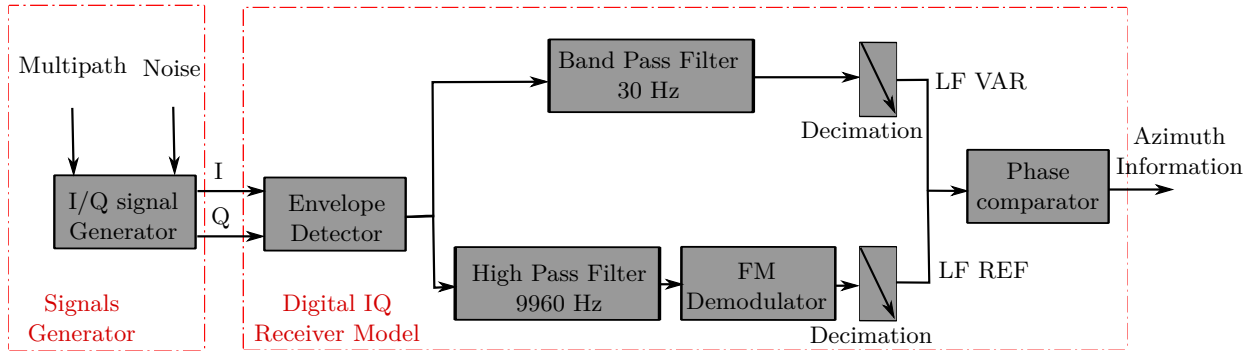 Multipath
Noise
I/Q signal
Generator
I
Q
Signals
Generator
Envelope
Detector
Digital IQ
Receiver Model
Band Pass Filter
30 Hz
Decimation
LF VAR
High Pass Filter
9960 Hz
FM
Demodulator
Decimation
LF REF
Phase
comparator
Azimuth
Information